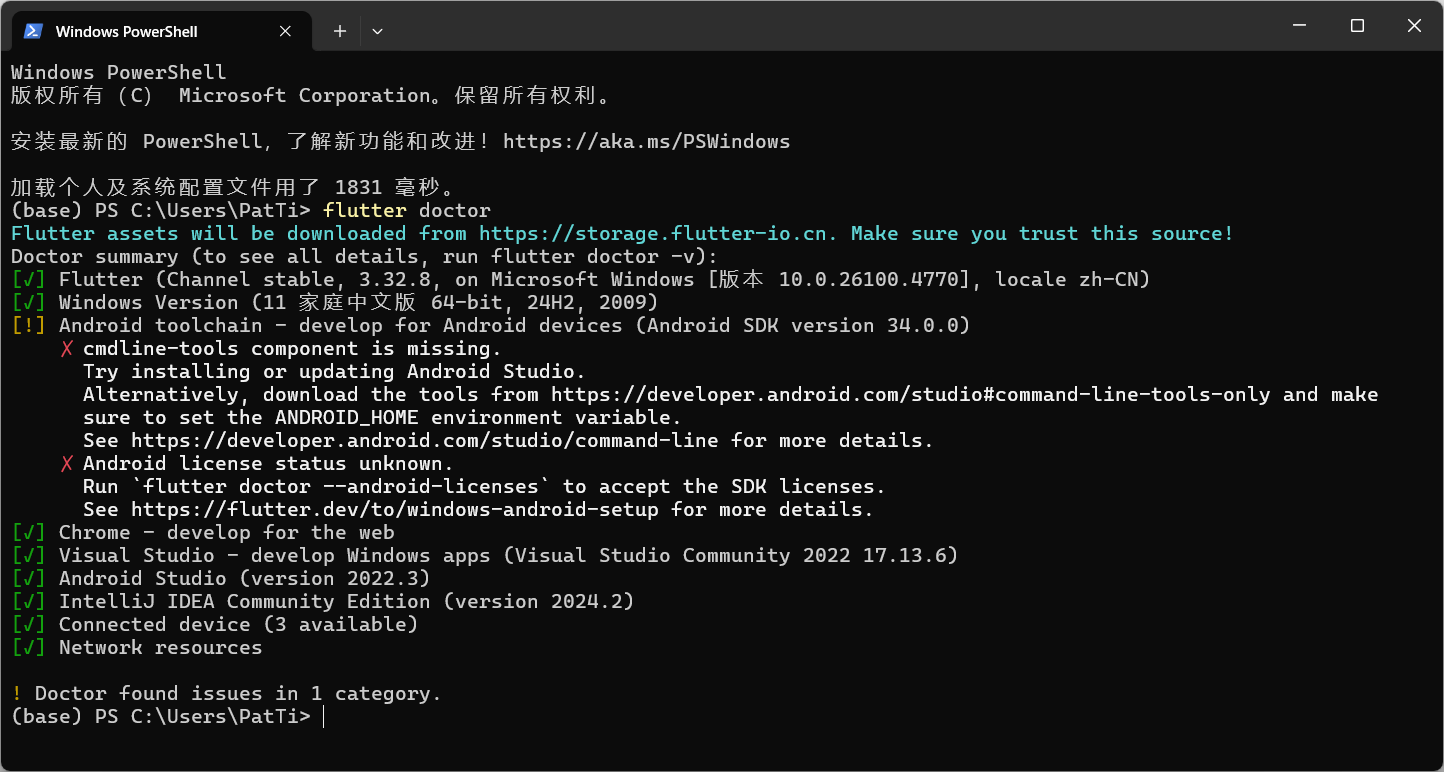 Windows PowerShell
Windows PowerShell
版权所有 (C) Microsoft Corporation。保留所有权利。
安装最新的 PowerShell，了解新功能和改进！https://aka.ms/PSWindows
加载个人及系统配置文件用了 1831 毫秒。
(base) PS C:\Users\PatTi> flutter doctor
Flutter assets will be downloaded from https://storage.flutter-io.cn. Make sure you trust this source!
Doctor summary (to see all details, run flutter doctor -v):
[√] Flutter (Channel stable, 3.32.8, on Microsoft Windows [版本 10.0.26100.4770], locale zh-CN)
[√] Windows Version (11 家庭中文版 64-bit, 24H2, 2009)
[!] Android toolchain - develop for Android devices (Android SDK version 34.0.0)
✗ cmdline-tools component is missing.
Try installing or updating Android Studio.
Alternatively, download the tools from https://developer.android.com/studio#command-line-tools-only and make
sure to set the ANDROID_HOME environment variable.
See https://developer.android.com/studio/command-line for more details.
✗ Android license status unknown.
Run `flutter doctor --android-licenses` to accept the SDK licenses.
See https://flutter.dev/to/windows-android-setup for more details.
[√] Chrome - develop for the web
[√] Visual Studio - develop Windows apps (Visual Studio Community 2022 17.13.6)
[√] Android Studio (version 2022.3)
[√] IntelliJ IDEA Community Edition (version 2024.2)
[√] Connected device (3 available)
[√] Network resources
! Doctor found issues in 1 category.
(base) PS C:\Users\PatTi>